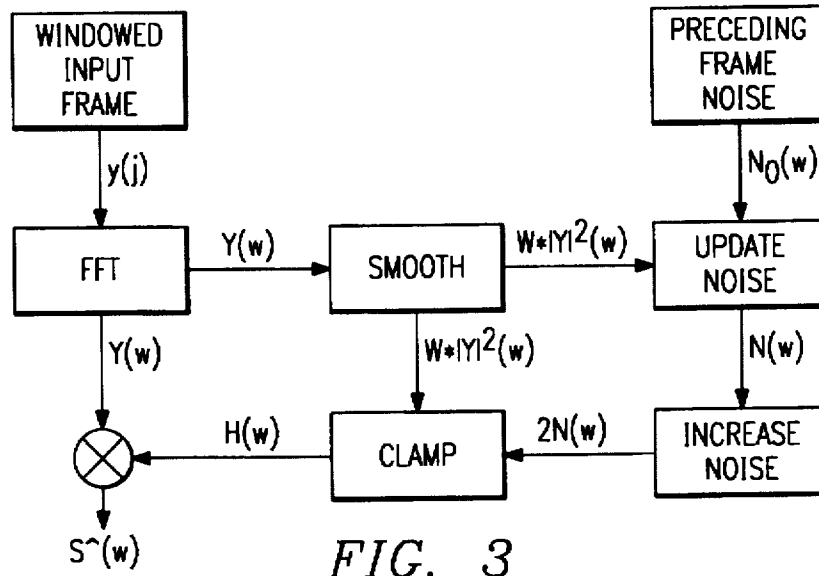 WINDOWED
INPUT
FRAME
PRECEDING
FRAME
NOISE
y(j)
N0(w)
FFT
Y(w)
SMOOTH
W*|Y|2(w)
UPDATE
NOISE
Y(w)
W*|Y|2(w)
N(w)
H(w)
CLAMP
2N(w)
INCREASE
NOISE
S^(w)
FIG. 3